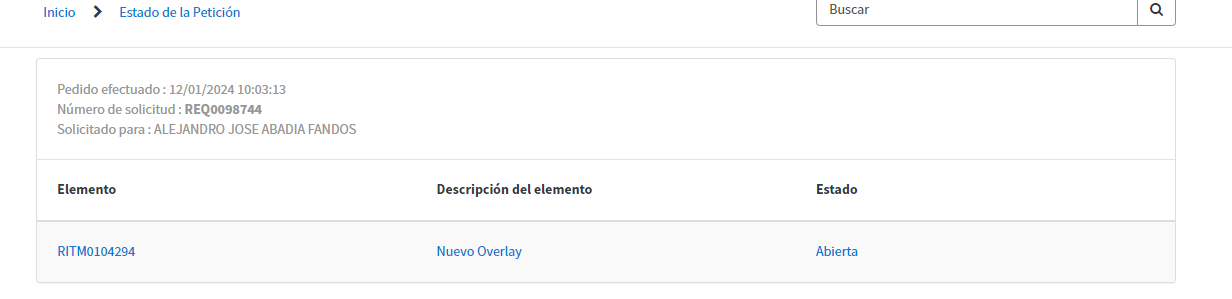 Inicio > Estado de la Petición
Buscar
Pedido efectuado : 12/01/2024 10:03:13
Número de solicitud : REQ0098744
Solicitado para : ALEJANDRO JOSE ABADIA FANDOS
Elemento Descripción del elemento Estado
RITM0104294 Nuevo Overlay Abierta